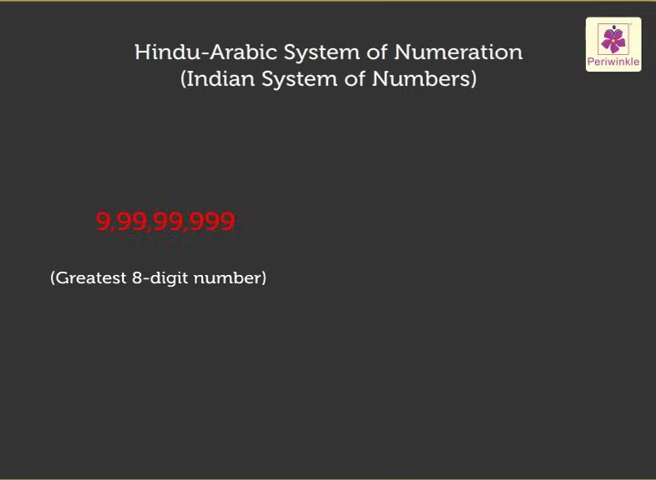 Hindu-Arabic System of Numeration
(Indian System of Numbers)
Periwinkle
9,99,99,999
(Greatest 8-digit number)